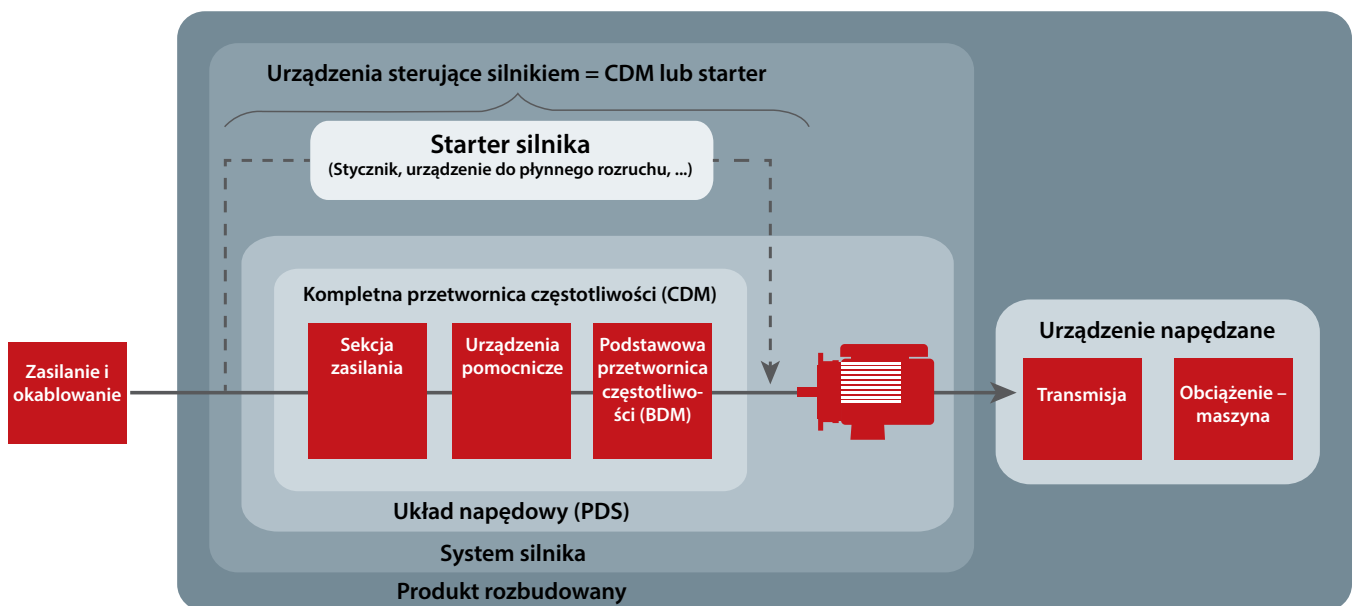 Urządzenia sterujące silnikiem = CDM lub starter
Starter silnika
(Stycznik, urządzenie do płynnego rozruchu, ...)
Kompletna przetwornica częstotliwości (CDM)
Zasilanie i
okablowanie
Sekcja
zasilania
Urządzenia
pomocnicze
Podstawowa
przetwornica
częstotliwo-
ści (BDM)
Urządzenie napędzane
Transmisja
Obciążenie –
maszyna
Układ napędowy (PDS)
System silnika
Produkt rozbudowany